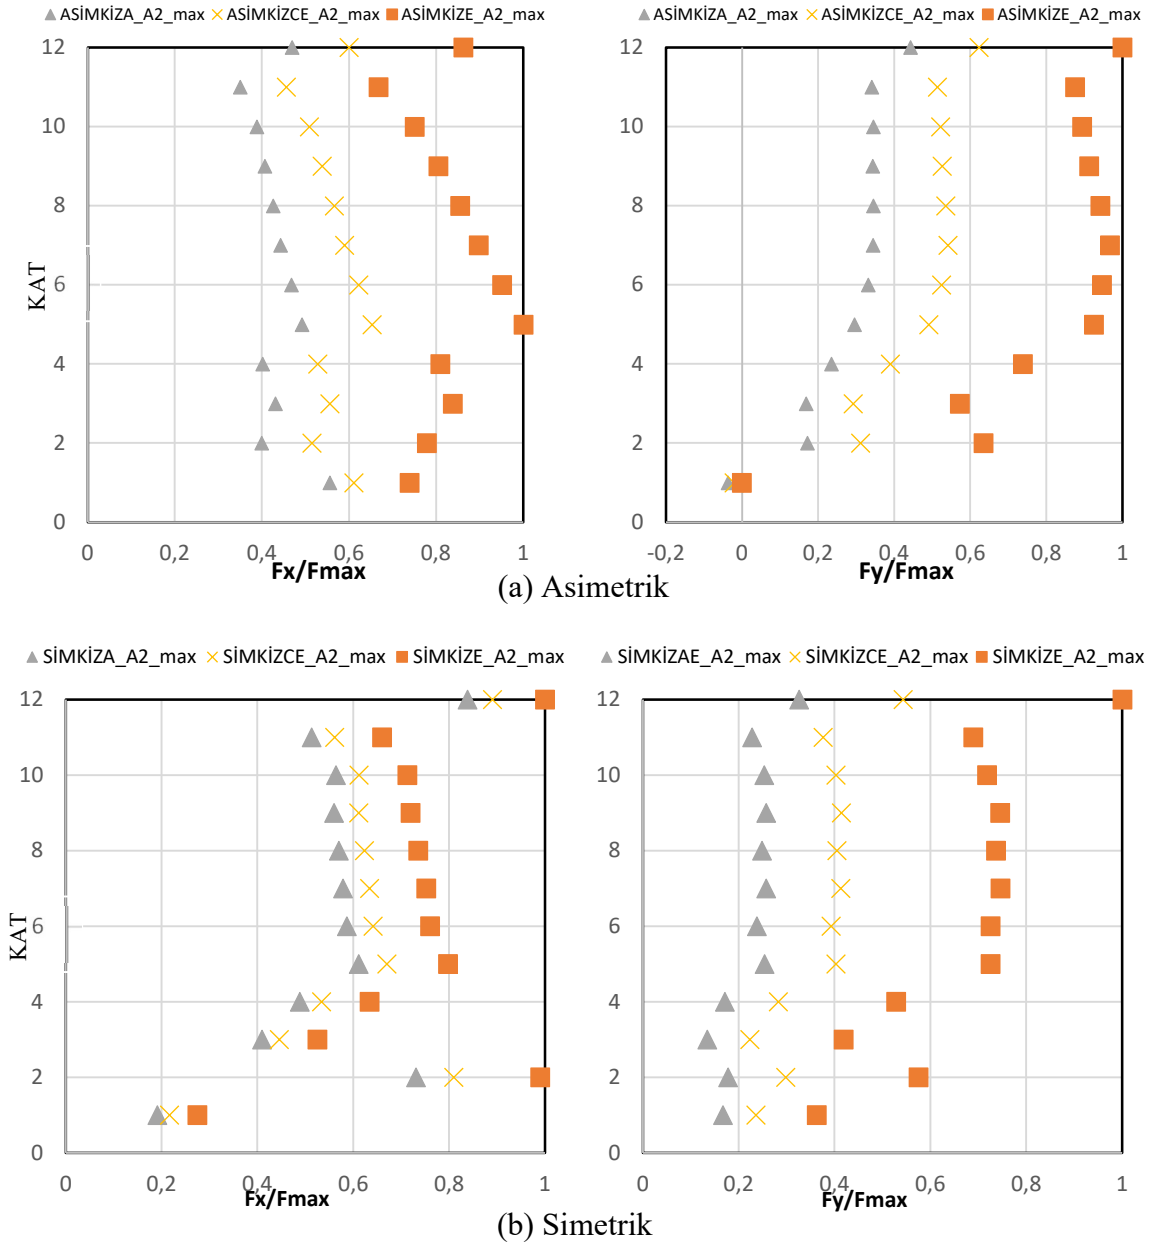 ASİMKİZA_A2_max ASİMKİZCE_A2_max ASİMKİZE_A2_max
12
10
8
6
4
2
0
KAT
0 0,2 0,4 0,6 0,8 1
Fx/Fmax
ASİMKİZA_A2_max ASİMKİZCE_A2_max ASİMKİZE_A2_max
12
10
8
6
4
2
0
-0,2 0 0,2 0,4 0,6 0,8 1
Fy/Fmax
(a) Asimetrik
SİMKİZA_A2_max SİMKİZCE_A2_max SİMKİZE_A2_max
12
10
8
6
4
2
0
KAT
0 0,2 0,4 0,6 0,8 1
Fx/Fmax
SİMKİZAE_A2_max SİMKİZCE_A2_max SİMKİZE_A2_max
12
10
8
6
4
2
0
0 0,2 0,4 0,6 0,8 1
Fy/Fmax
(b) Simetrik